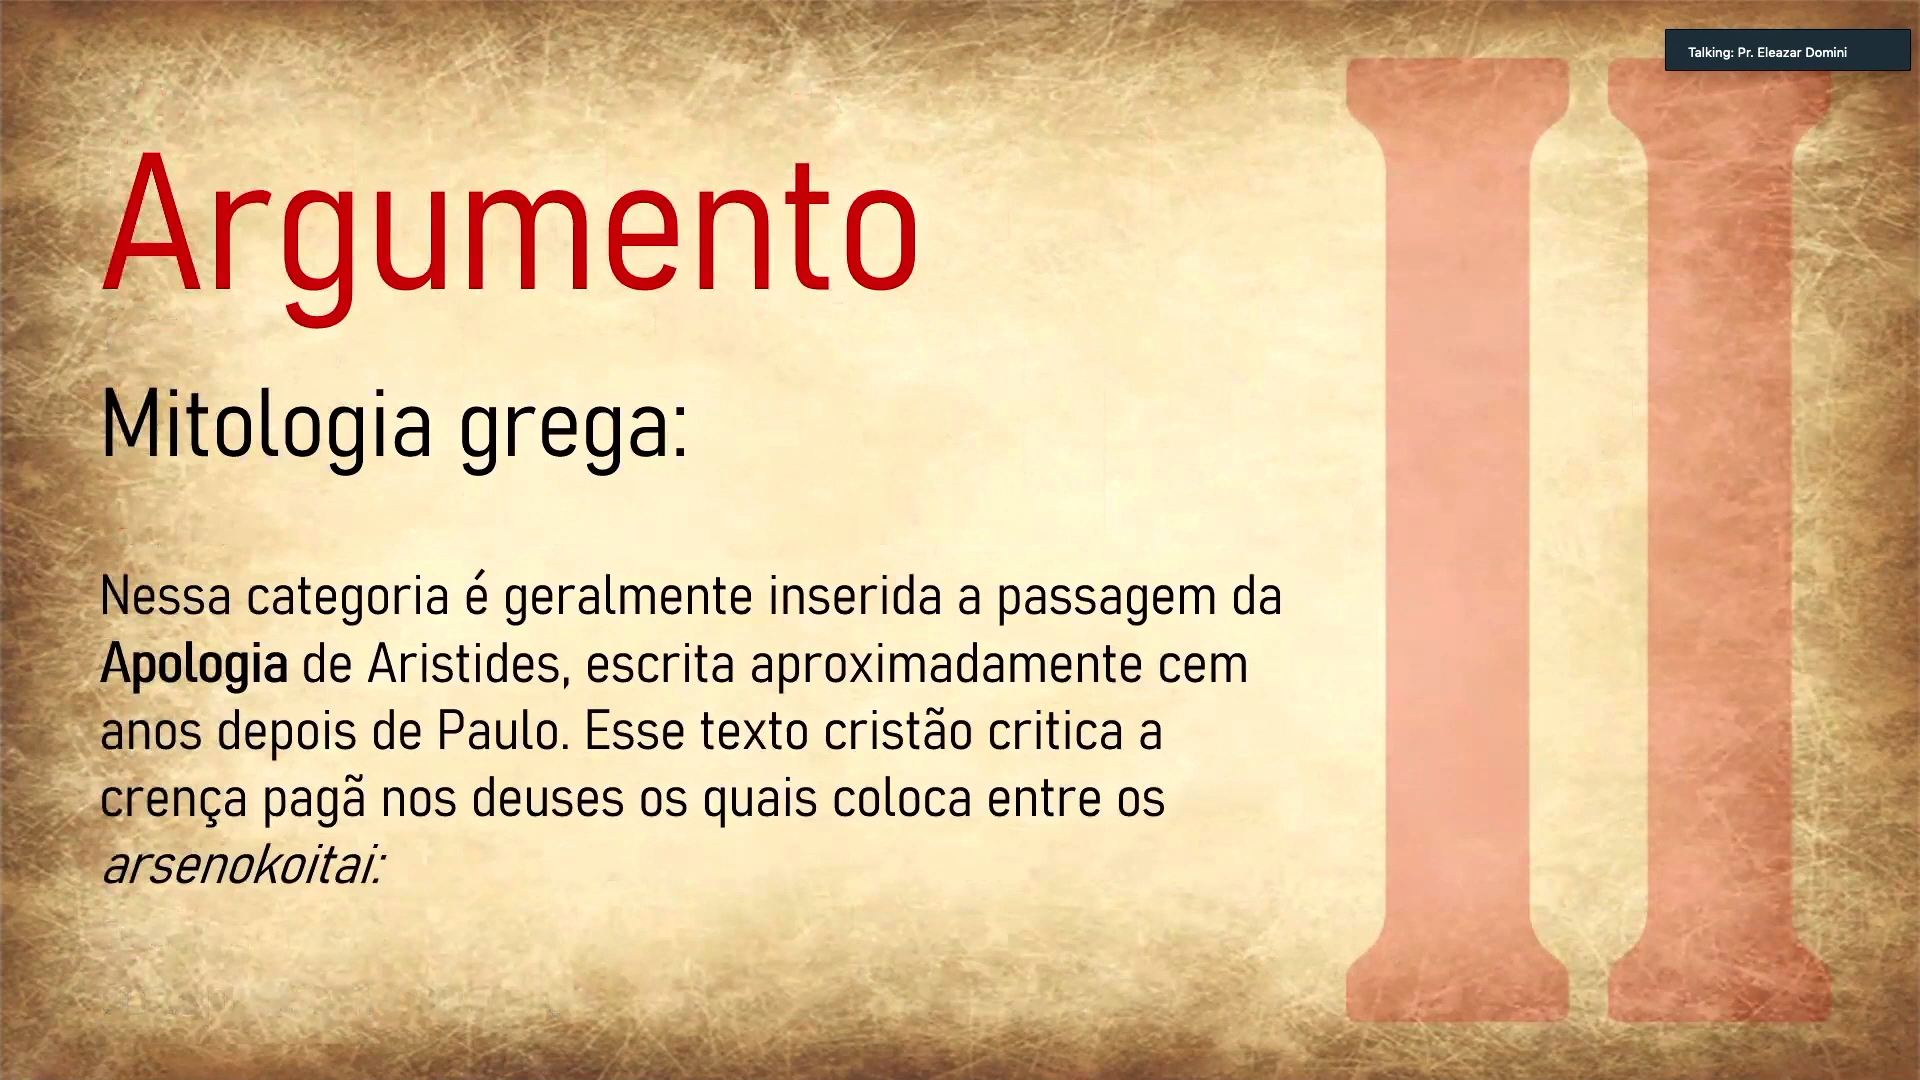 Talking: Pr. Eleazar Domini
Argumento
II
Mitologia grega:
Nessa categoria é geralmente inserida a passagem da
Apologia de Aristides, escrita aproximadamente cem
anos depois de Paulo. Esse texto cristão critica a
crença pagã nos deuses os quais coloca entre os
arsenokoitai: